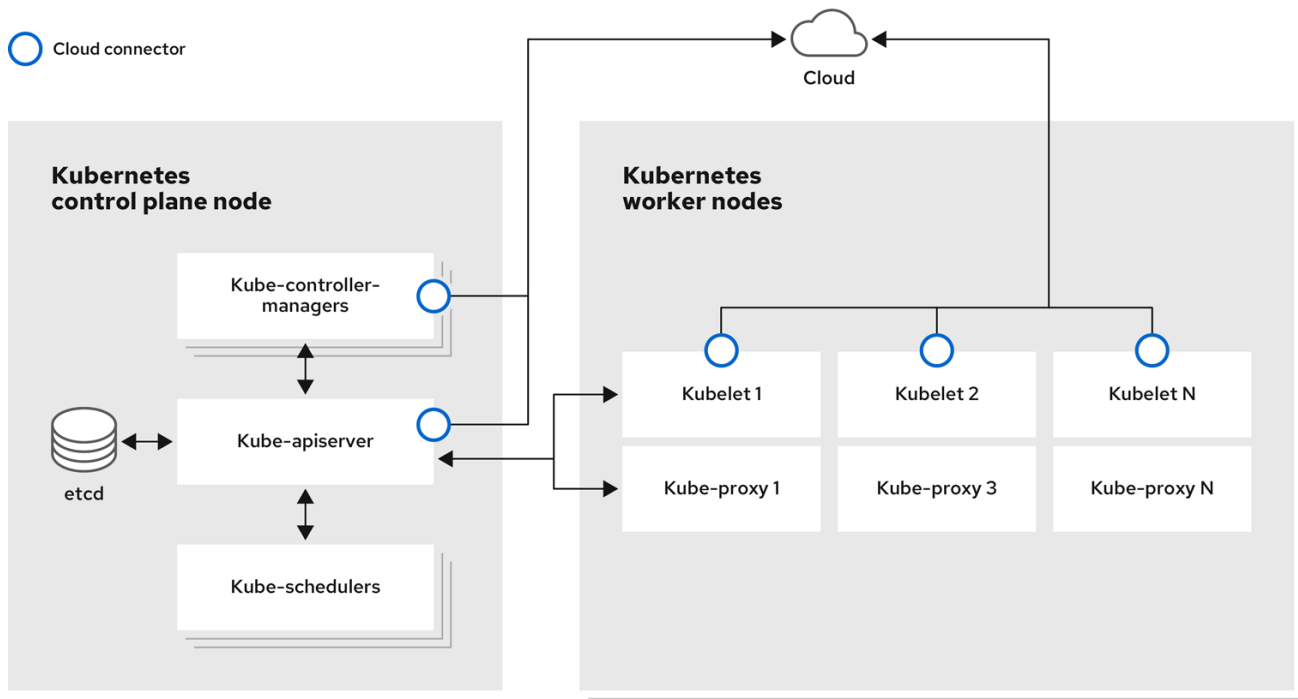 Cloud connector
Cloud
Kubernetes
control plane node
Kube-controller-
managers
Kube-apiserver
etcd
Kube-schedulers
Kubernetes
worker nodes
Kubelet 1
Kubelet 2
Kubelet N
Kube-proxy 1
Kube-proxy 3
Kube-proxy N